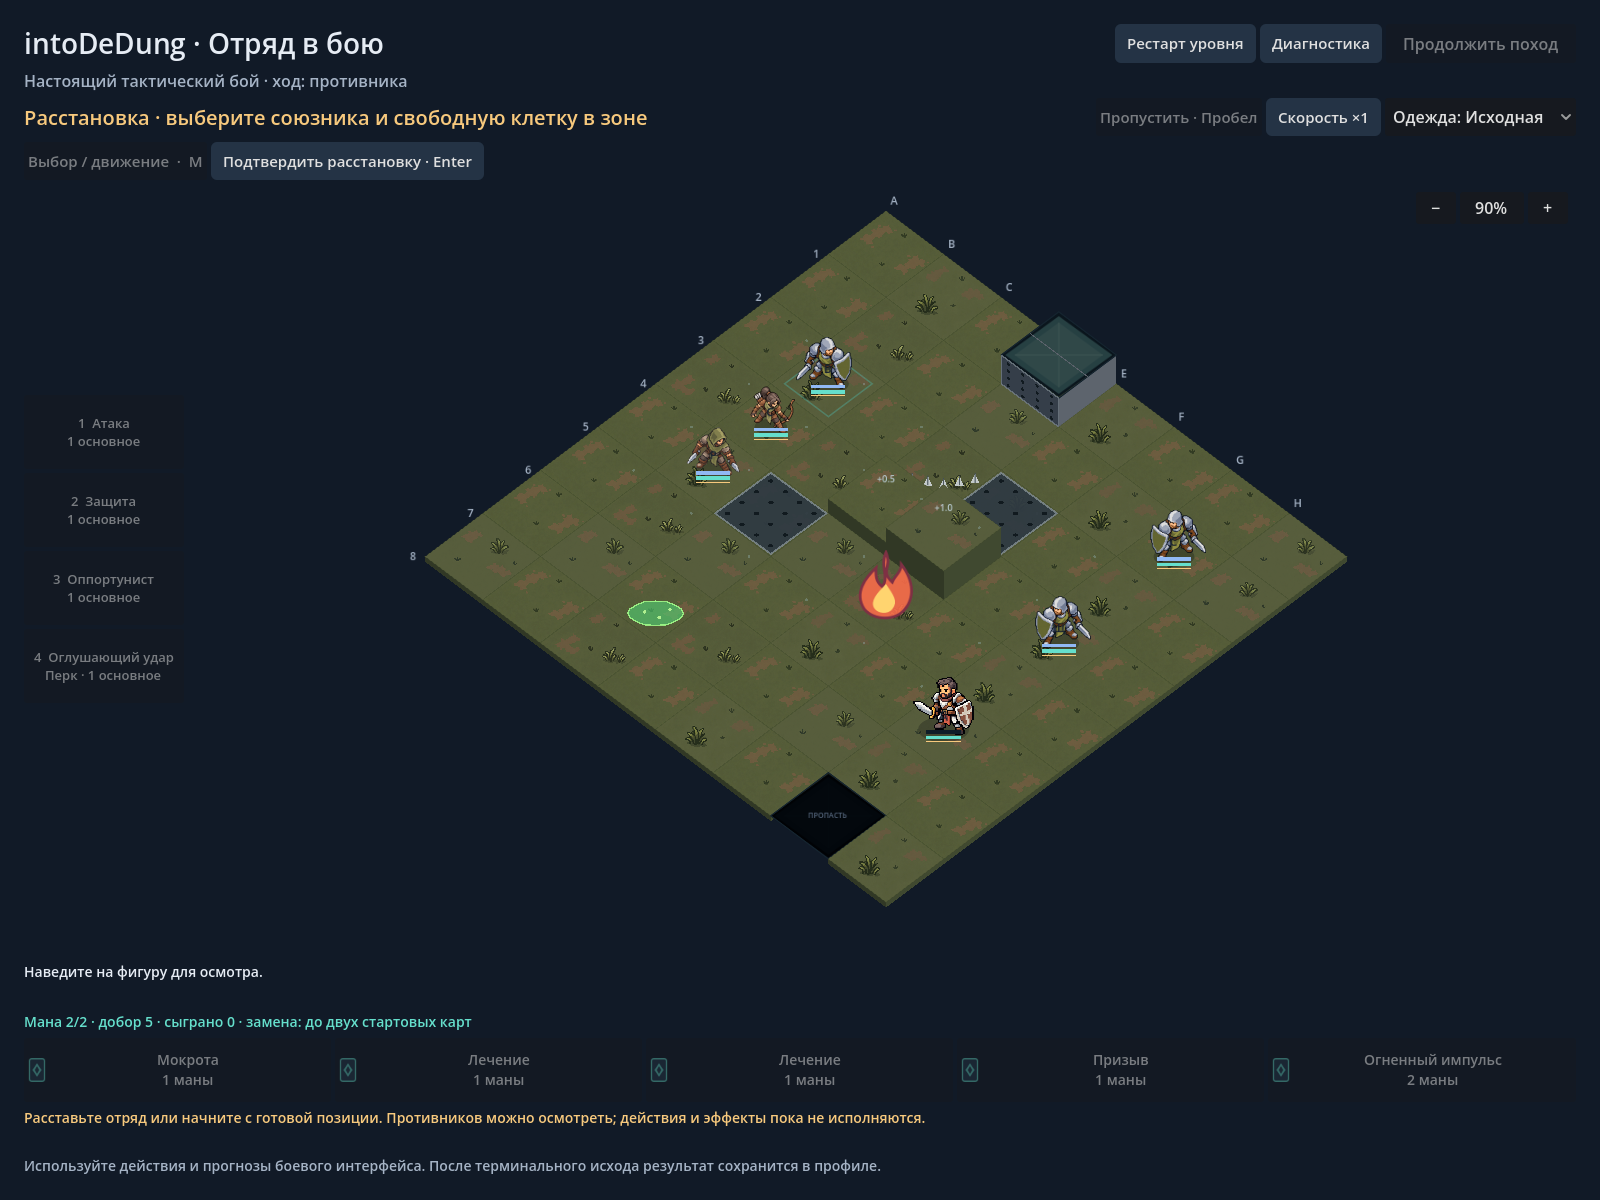 intoDeDung · Отряд в бою
Рестарт уровня
Диагностика
Продолжить поход
Настоящий тактический бой · ход: противника
Расстановка · выберите союзника и свободную клетку в зоне
Пропустить · Пробел
Скорость ×1
Одежда: Исходная
Выбор / движение · М
Подтвердить расстановку · Enter
− 90% +
A
B
C
E
F
G
H
1
2
3
4
5
6
7
8
+0.5
+1.0
ПРОПАСТЬ
1 Атака
1 основное
2 Защита
1 основное
3 Оппортунист
1 основное
4 Оглушающий удар
Перк · 1 основное
Наведите на фигуру для осмотра.
Мана 2/2 · добор 5 · сыграно 0 · замена: до двух стартовых карт
Мокрота
1 маны
Лечение
1 маны
Лечение
1 маны
Призыв
1 маны
Огненный импульс
2 маны
Расставьте отряд или начните с готовой позиции. Противников можно осмотреть; действия и эффекты пока не исполняются.
Используйте действия и прогнозы боевого интерфейса. После терминального исхода результат сохранится в профиле.